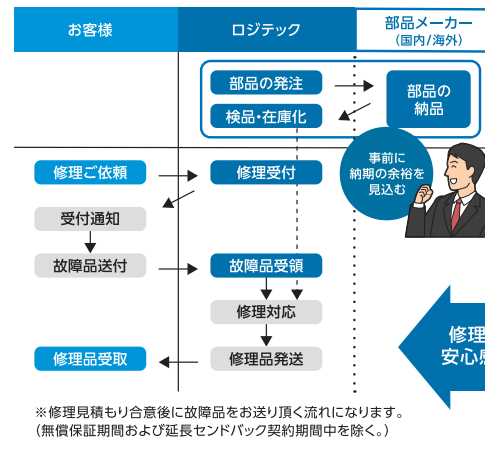 お客様
ロジテック
部品メーカー
(国内/海外)
部品の発注
検品・在庫化
部品の
納品
事前に
納期の余裕を
見込む
修理ご依頼
修理受付
受付通知
故障品送付
故障品受領
修理対応
修理品受取
修理品発送
修理
安心感
※修理見積もり合意後に故障品をお送り頂く流れになります。
(無償保証期間および延長センドバック契約期間中を除く。)